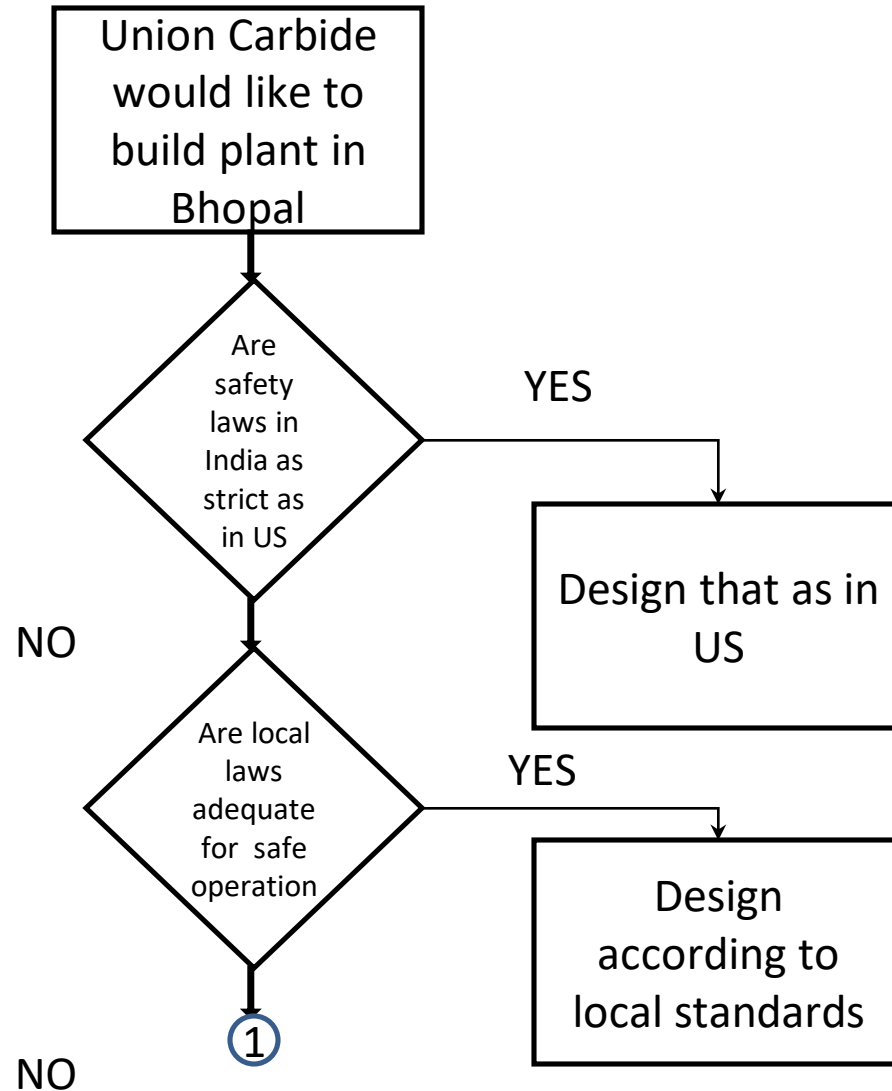 Union Carbide
would like to
build plant in
Bhopal
Are
safety
laws in
India as
strict as
in US
YES
Design that as in
US
NO
Are local
laws
adequate
for safe
operation
YES
Design
according to
local standards
1
NO